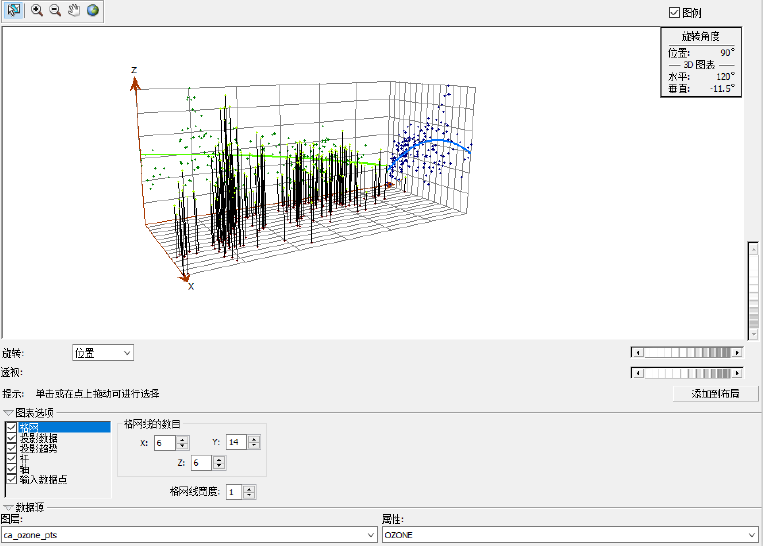 图例
旋转角度
位置: 90°
3D 图表
水平: 120°
垂直: -11.5°
Z
X
旋转: 位置
透视:
提示: 单击或在点上拖动可进行选择
添加到布局
图表选项
格网
投影数据
投影趋势
杆
轴
输入数据点
格网线的数目
X: 6 Y: 14
Z: 6
格网线宽度: 1
数据源
图层: 属性:
ca_ozone_pts OZONE